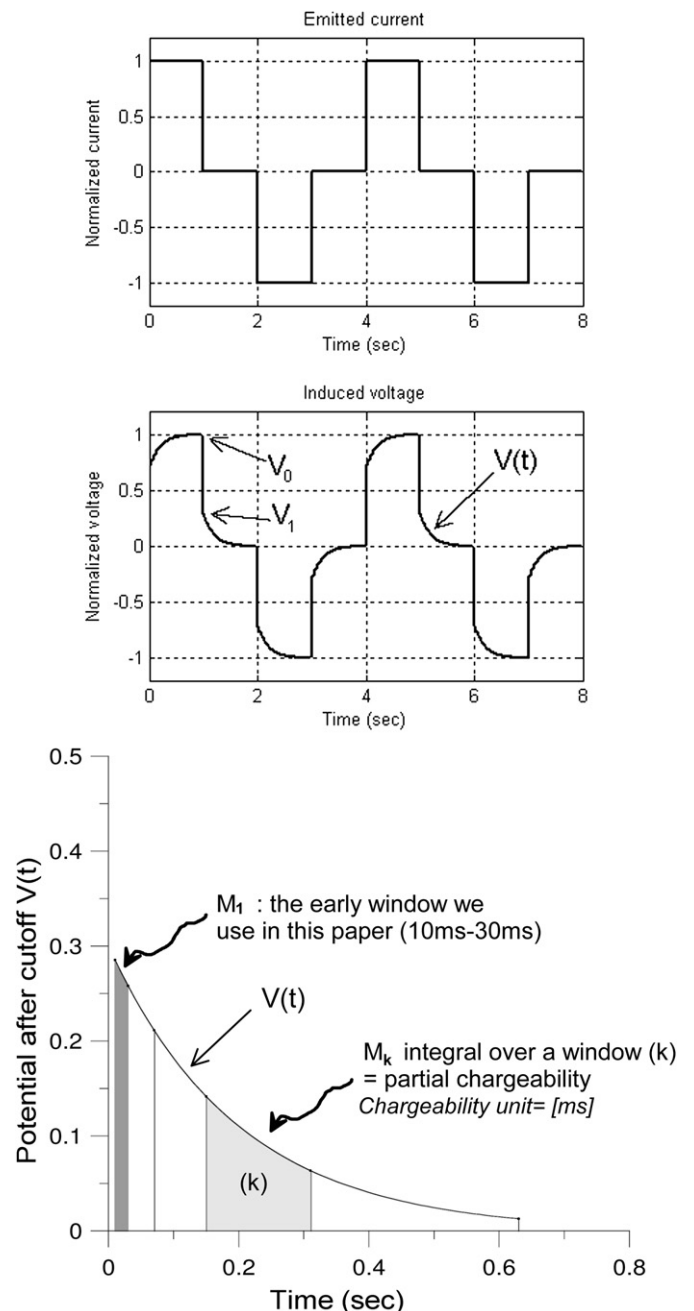 Emitted current
Normalized current
1
0.5
0
-0.5
-1
0 2 4 6 8
Time (sec)
Induced voltage
Normalized voltage
1
0.5
0
-0.5
-1
V0
V1
V(t)
0 2 4 6 8
Time (sec)
Potential after cutoff V(t)
0.5
0.4
0.3
0.2
0.1
0
M1 : the early window we
use in this paper (10ms-30ms)
V(t)
Mk integral over a window (k)
= partial chargeability
Chargeability unit= [ms]
(k)
0 0.2 0.4 0.6 0.8
Time (sec)